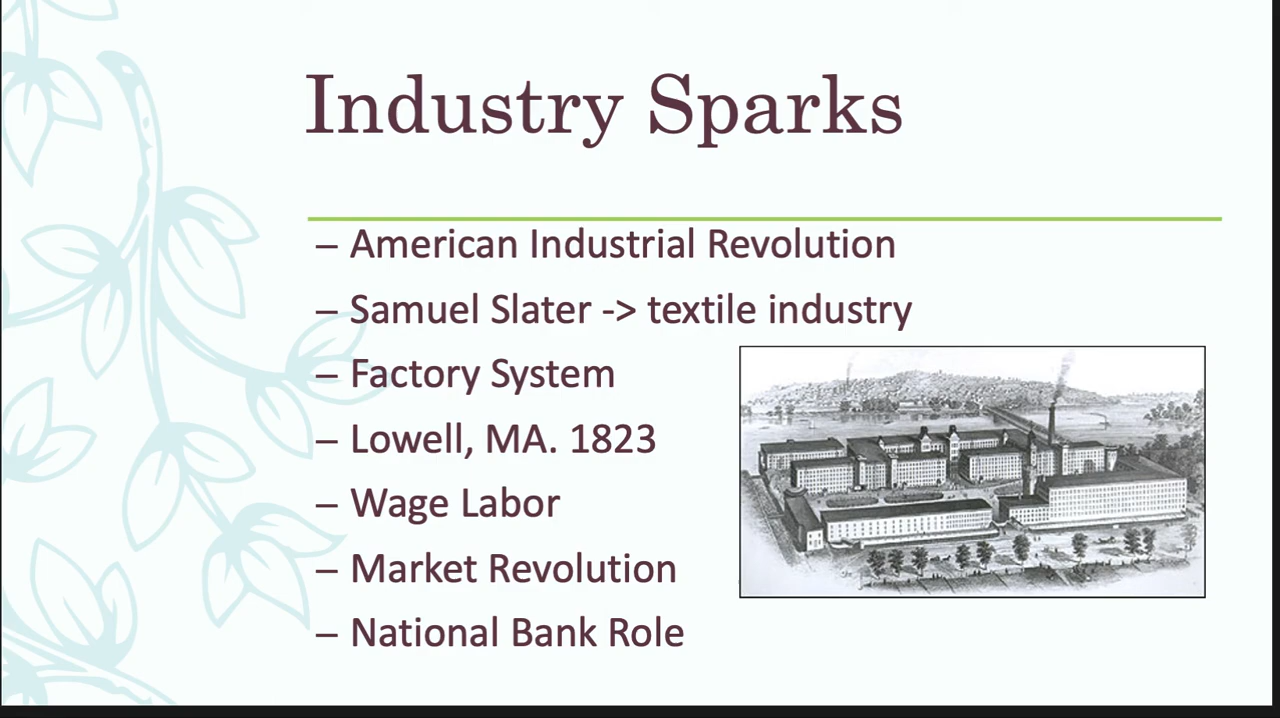 Industry Sparks
– American Industrial Revolution
– Samuel Slater -> textile industry
– Factory System
– Lowell, MA. 1823
– Wage Labor
– Market Revolution
– National Bank Role